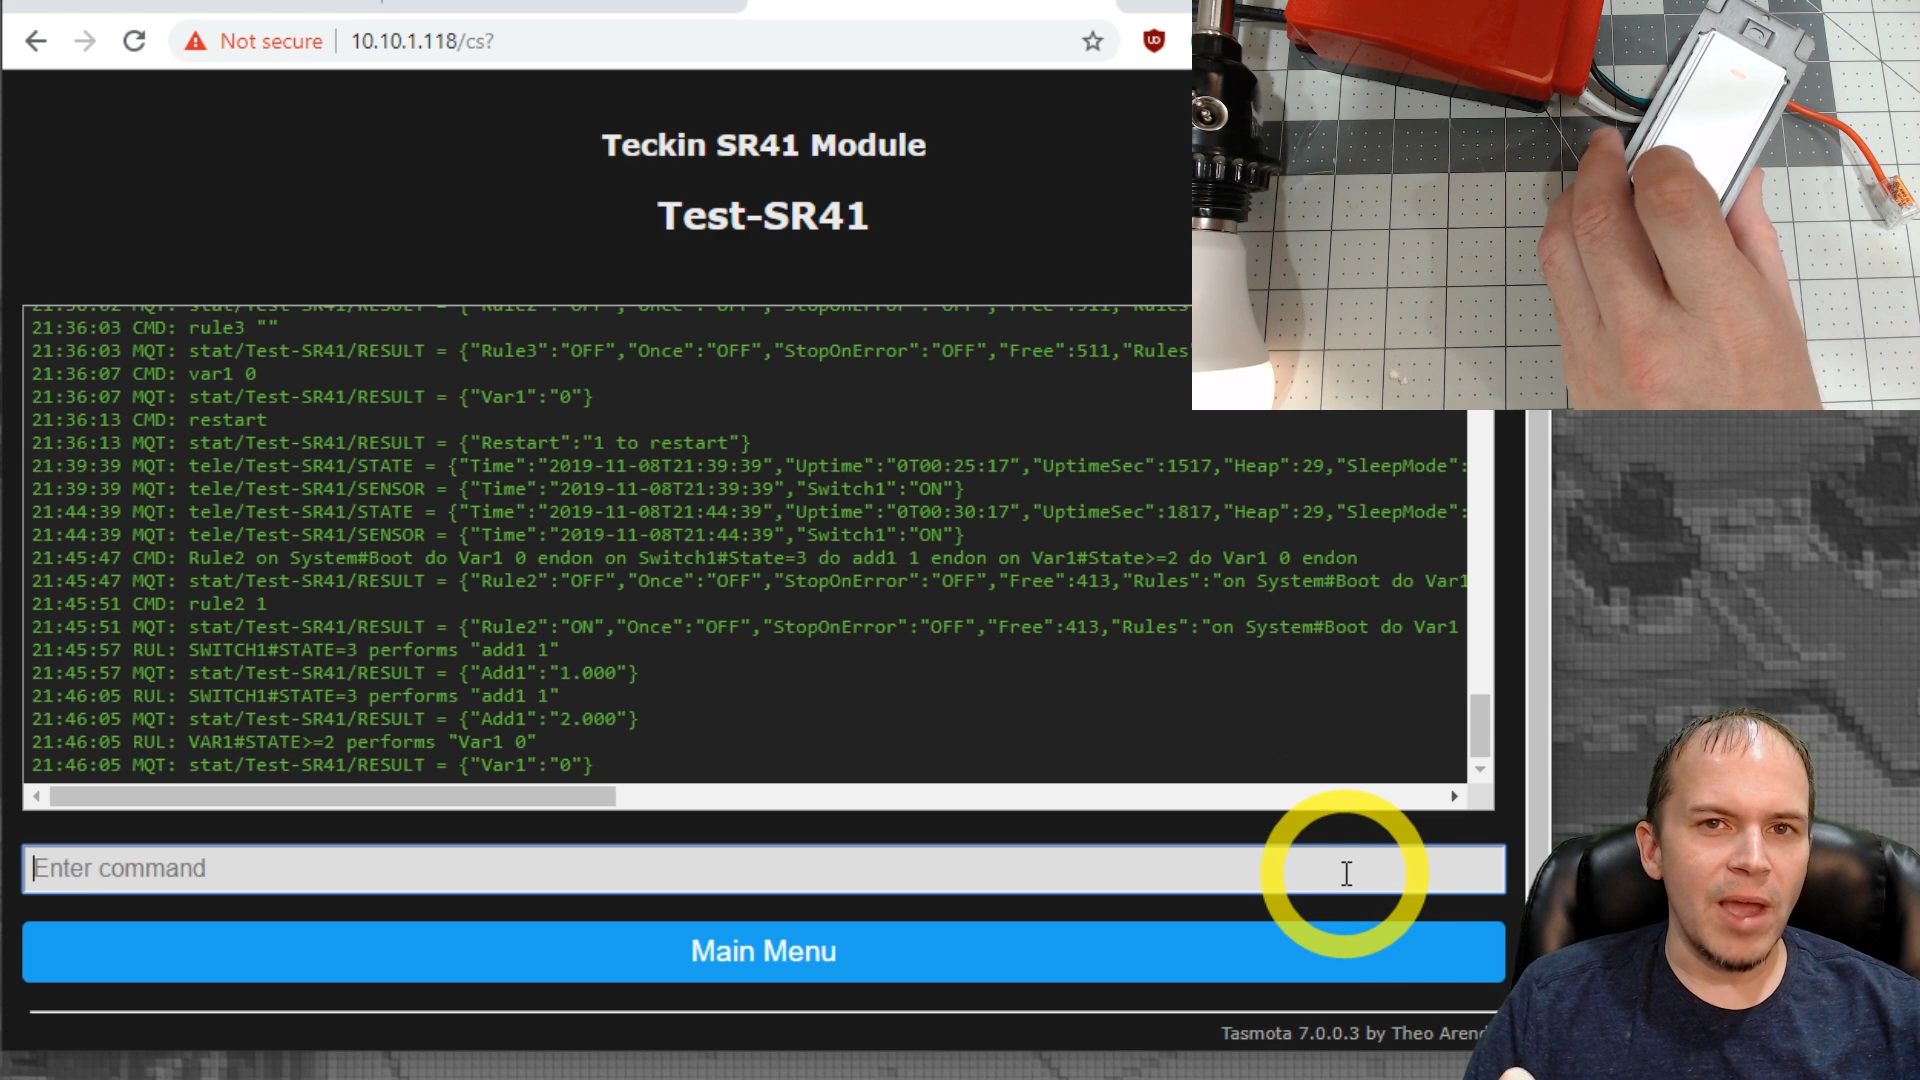 Not secure 10.10.1.118/cs?
Teckin SR41 Module
Test-SR41
21:36:03 CMD: rule3 ""
21:36:03 MQT: stat/Test-SR41/RESULT = {"Rule3":"OFF","Once":"OFF","StopOnError":"OFF","Free":511,"Rules"
21:36:07 CMD: var1 0
21:36:07 MQT: stat/Test-SR41/RESULT = {"Var1":"0"}
21:36:13 CMD: restart
21:36:13 MQT: stat/Test-SR41/RESULT = {"Restart":"1 to restart"}
21:39:39 MQT: tele/Test-SR41/STATE = {"Time":"2019-11-08T21:39:39","Uptime":"0T00:25:17","UptimeSec":1517,"Heap":29,"SleepMode":
21:39:39 MQT: tele/Test-SR41/SENSOR = {"Time":"2019-11-08T21:39:39","Switch1":"ON"}
21:44:39 MQT: tele/Test-SR41/STATE = {"Time":"2019-11-08T21:44:39","Uptime":"0T00:30:17","UptimeSec":1817,"Heap":29,"SleepMode":
21:44:39 MQT: tele/Test-SR41/SENSOR = {"Time":"2019-11-08T21:44:39","Switch1":"ON"}
21:45:47 CMD: Rule2 on System#Boot do Var1 0 endon on Switch1#State=3 do add1 1 endon on Var1#State>=2 do Var1 0 endon
21:45:47 MQT: stat/Test-SR41/RESULT = {"Rule2":"OFF","Once":"OFF","StopOnError":"OFF","Free":413,"Rules":"on System#Boot do Var1
21:45:51 CMD: rule2 1
21:45:51 MQT: stat/Test-SR41/RESULT = {"Rule2":"ON","Once":"OFF","StopOnError":"OFF","Free":413,"Rules":"on System#Boot do Var1
21:45:57 RUL: SWITCH1#STATE=3 performs "add1 1"
21:45:57 MQT: stat/Test-SR41/RESULT = {"Add1":"1.000"}
21:46:05 RUL: SWITCH1#STATE=3 performs "add1 1"
21:46:05 MQT: stat/Test-SR41/RESULT = {"Add1":"2.000"}
21:46:05 RUL: VAR1#STATE>=2 performs "Var1 0"
21:46:05 MQT: stat/Test-SR41/RESULT = {"Var1":"0"}
Enter command
Main Menu
Tasmota 7.0.0.3 by Theo Arend